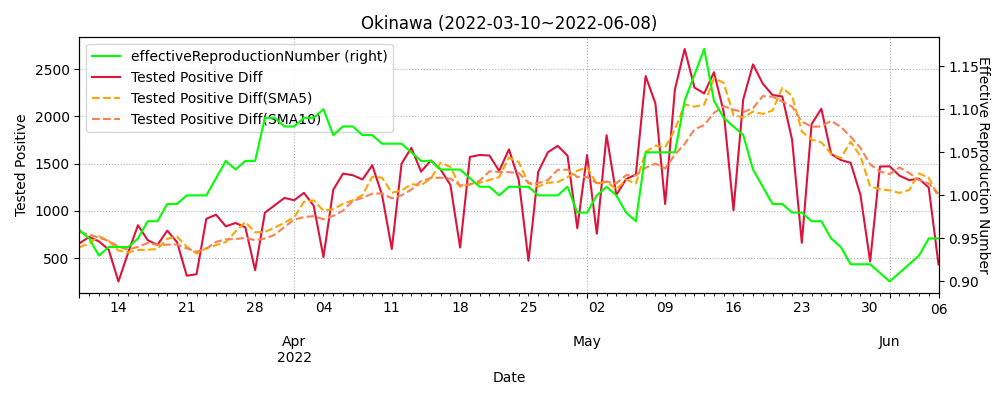 Okinawa (2022-03-10~2022-06-08)
effectiveReproductionNumber (right)
Tested Positive Diff
Tested Positive Diff(SMA5)
Tested Positive Diff(SMA10)
Tested Positive
2500
2000
1500
1000
500
Effective Reproduction Number
1.15
1.10
1.05
1.00
0.95
0.90
14 21 28 04 11 18 25 02 09 16 23 30 06
Apr May Jun
2022
Date